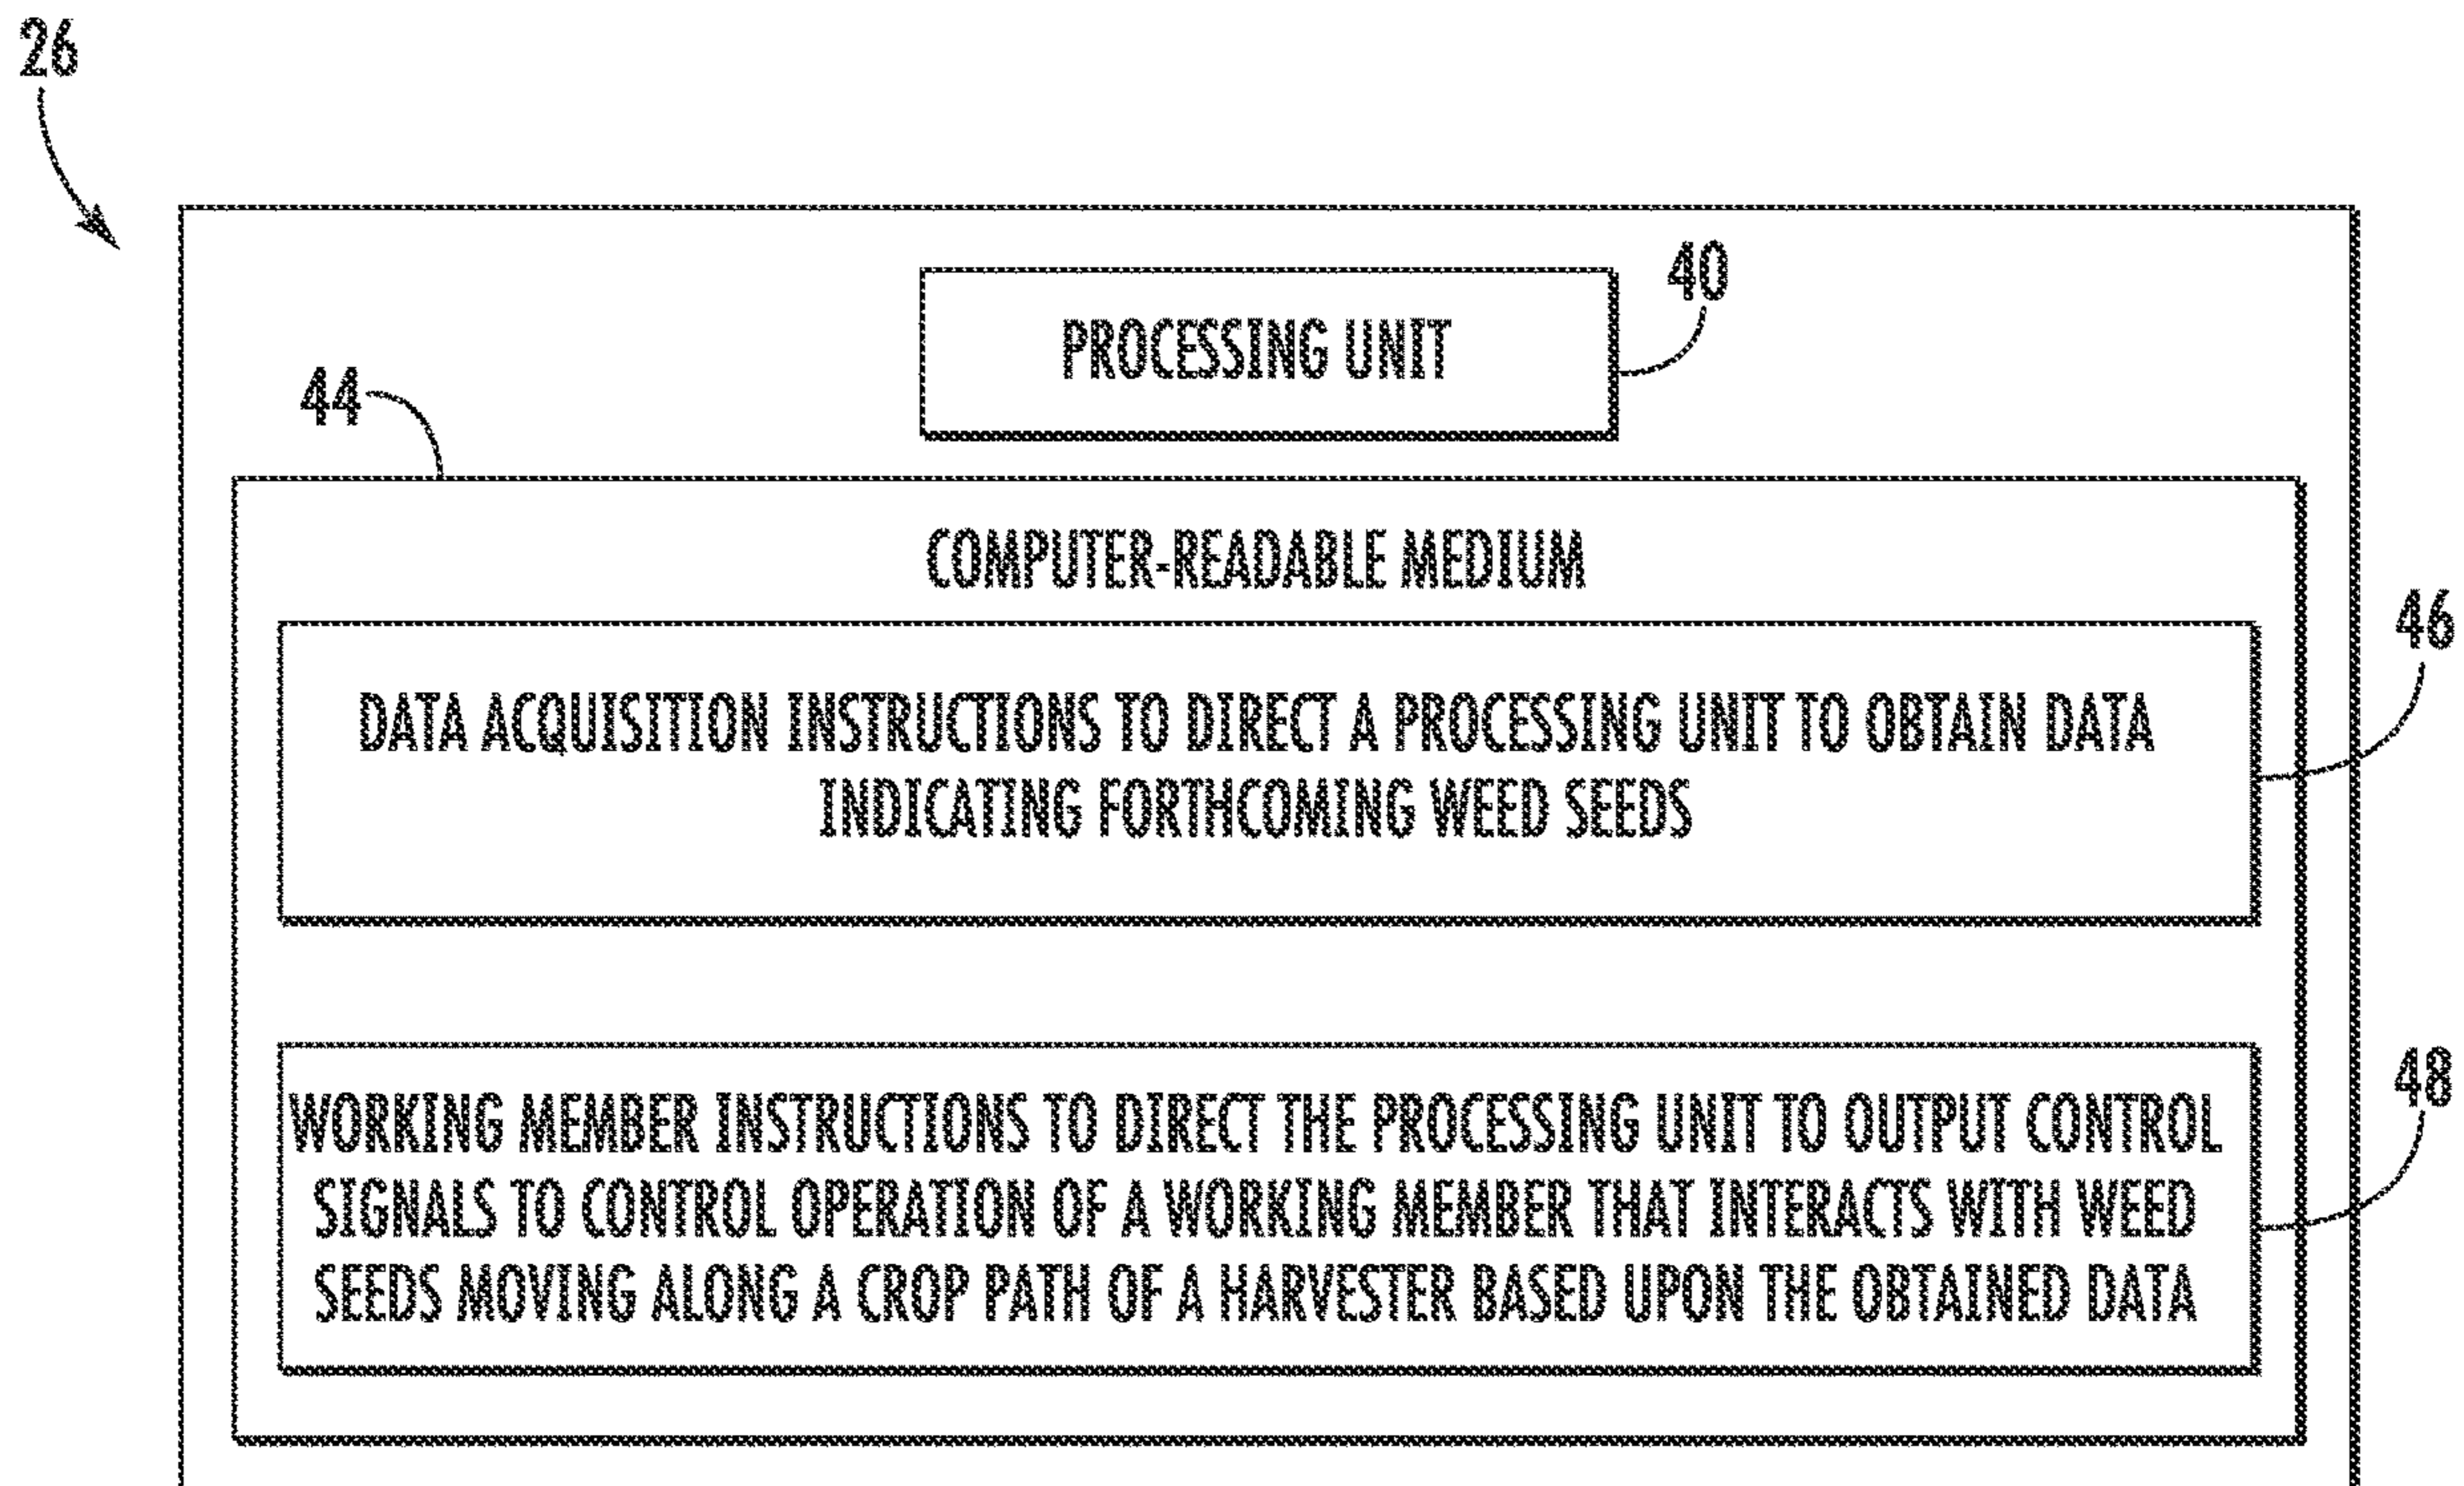 26
40
PROCESSING UNIT
44
COMPUTER-READABLE MEDIUM
46
DATA ACQUISITION INSTRUCTIONS TO DIRECT A PROCESSING UNIT TO OBTAIN DATA
INDICATING FORTHCOMING WEED SEEDS
48
WORKING MEMBER INSTRUCTIONS TO DIRECT THE PROCESSING UNIT TO OUTPUT CONTROL
SIGNALS TO CONTROL OPERATION OF A WORKING MEMBER THAT INTERACTS WITH WEED
SEEDS MOVING ALONG A CROP PATH OF A HARVESTER BASED UPON THE OBTAINED DATA